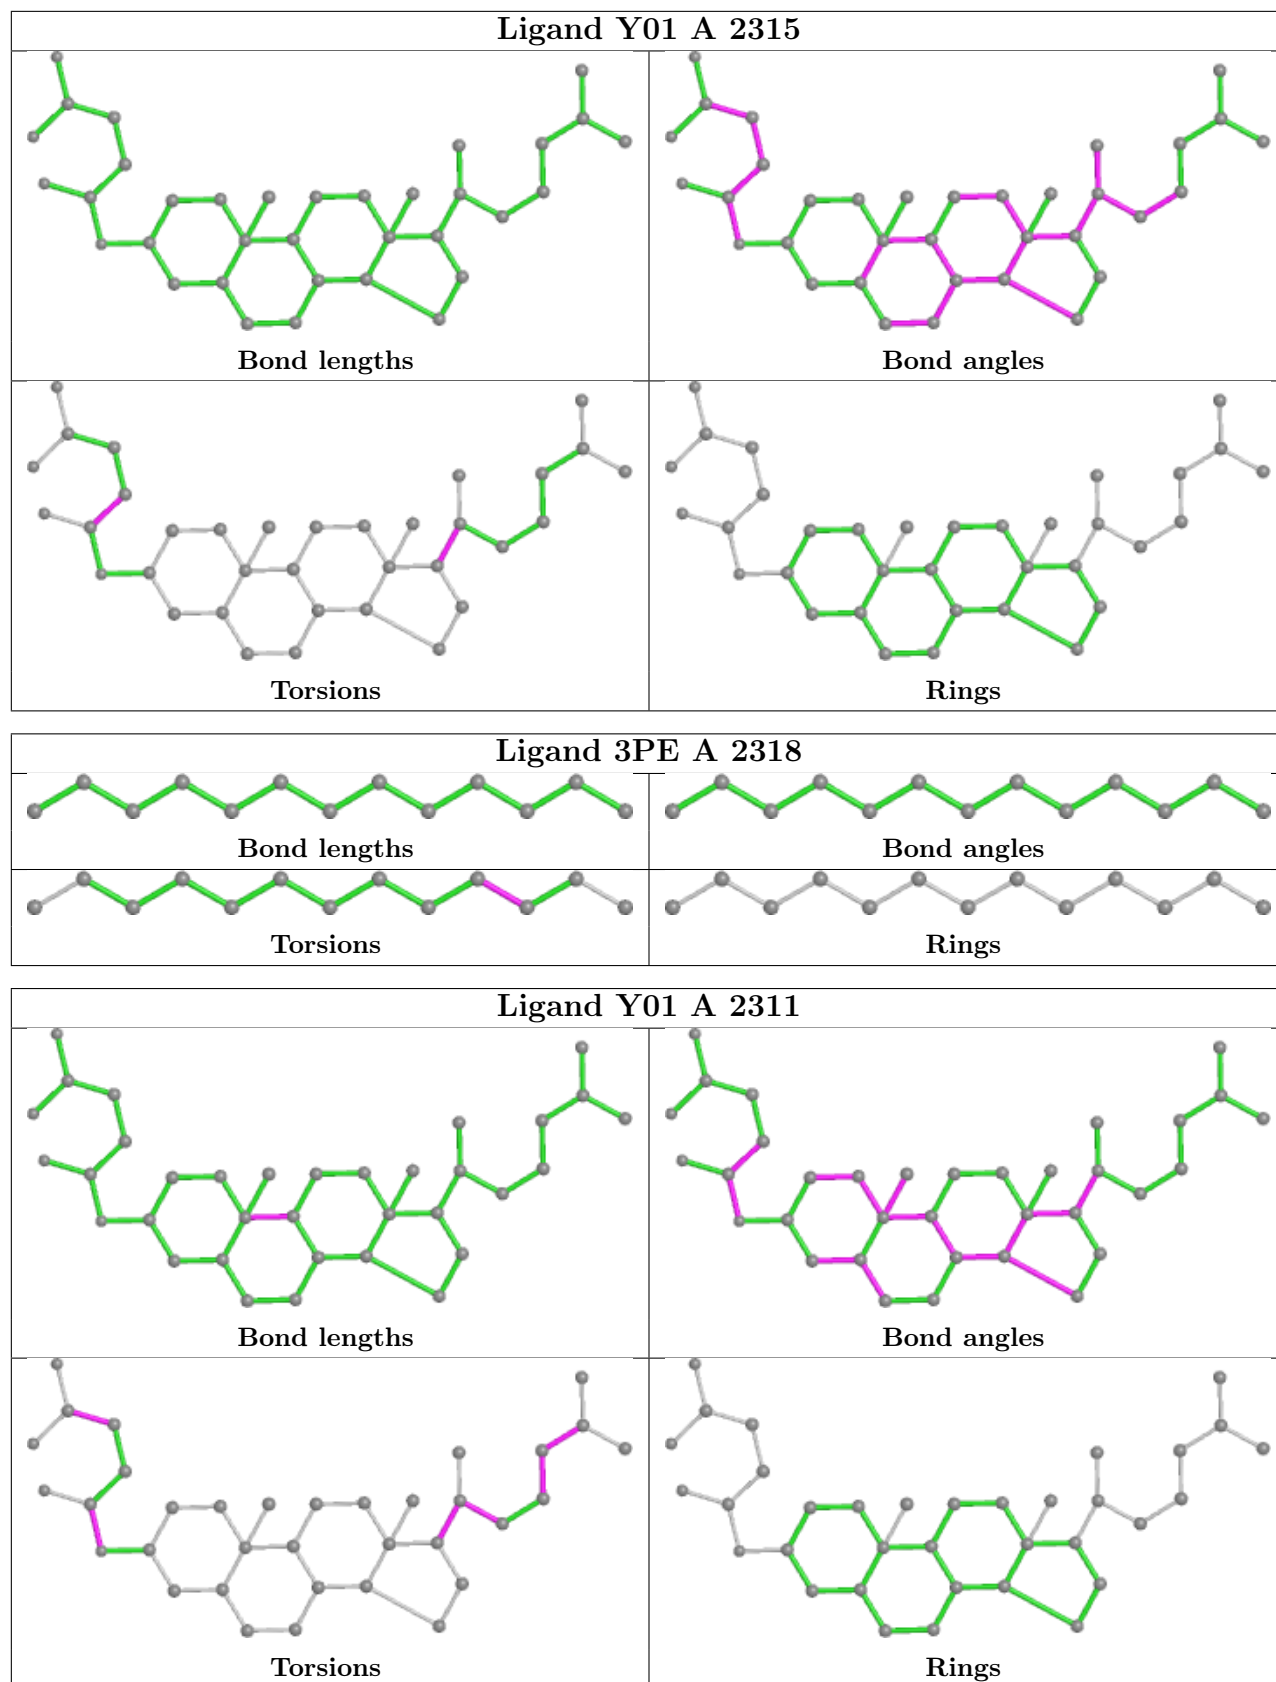 Ligand Y01 A 2315
Bond lengths
Bond angles
Torsions
Rings
Ligand 3PE A 2318
Bond lengths
Bond angles
Torsions
Rings
Ligand Y01 A 2311
Bond lengths
Bond angles
Torsions
Rings